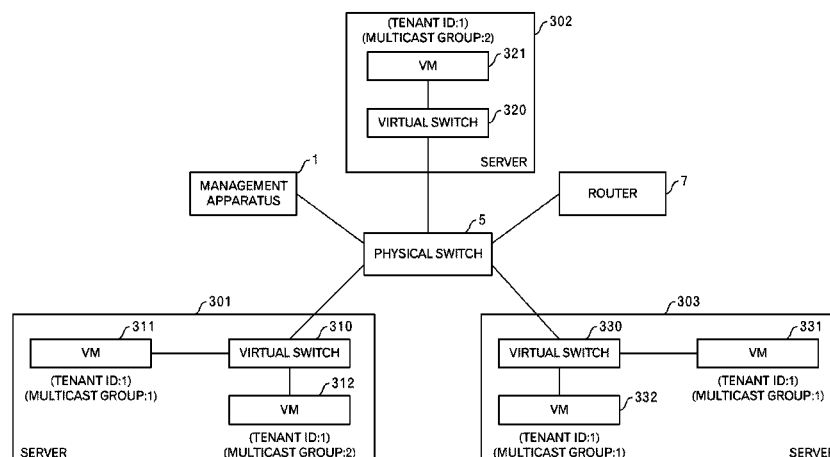 (TENANT ID:1)
(MULTICAST GROUP:2)
302
VM
321
VIRTUAL SWITCH
320
SERVER
1
MANAGEMENT
APPARATUS
7
ROUTER
5
PHYSICAL SWITCH
301
311
VM
310
VIRTUAL SWITCH
(TENANT ID:1)
(MULTICAST GROUP:1)
312
VM
SERVER
(TENANT ID:1)
(MULTICAST GROUP:2)
303
330
VIRTUAL SWITCH
331
VM
(TENANT ID:1)
(MULTICAST GROUP:1)
VM
332
(TENANT ID:1)
(MULTICAST GROUP:1)
SERVER